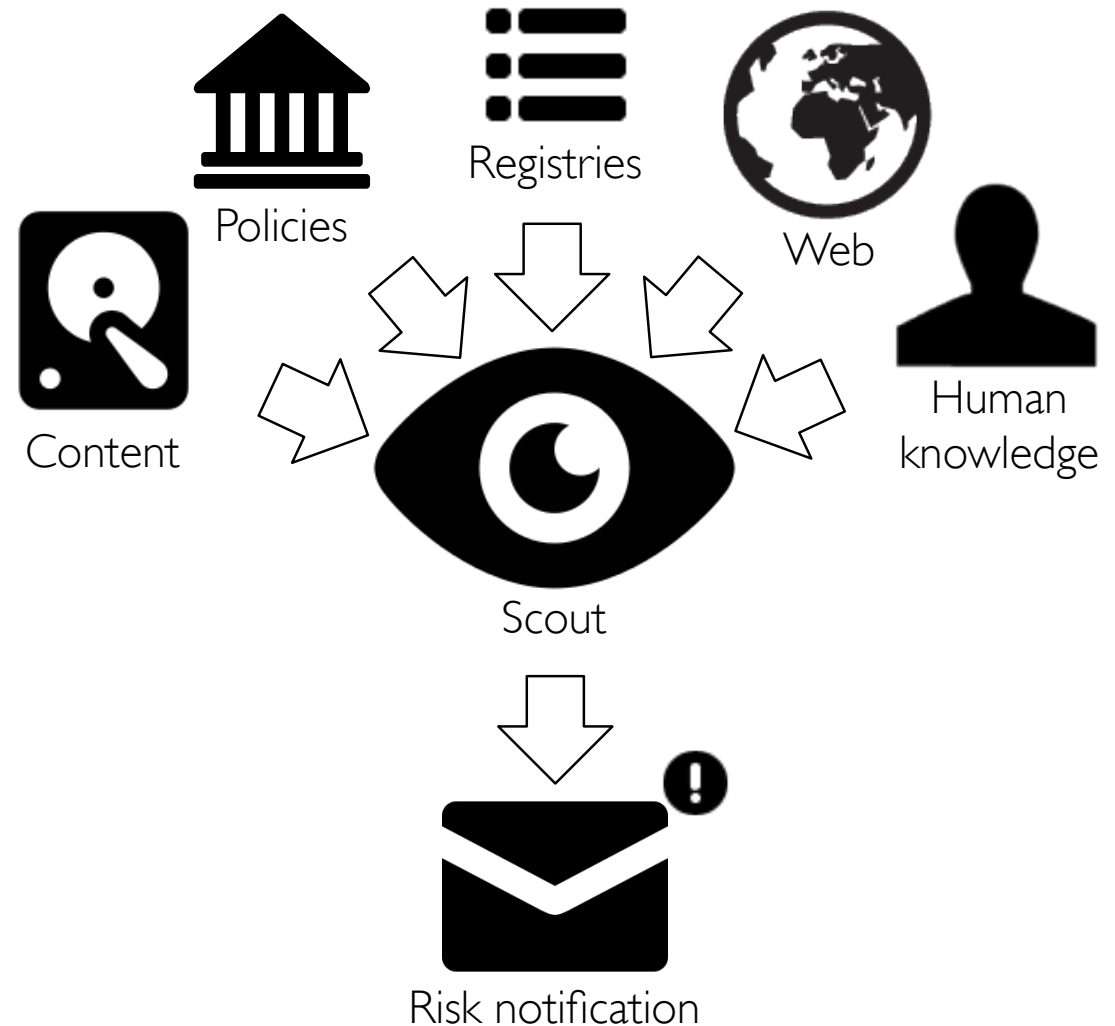 Registries
Policies
Web
Human
knowledge
Content
Scout
Risk notification